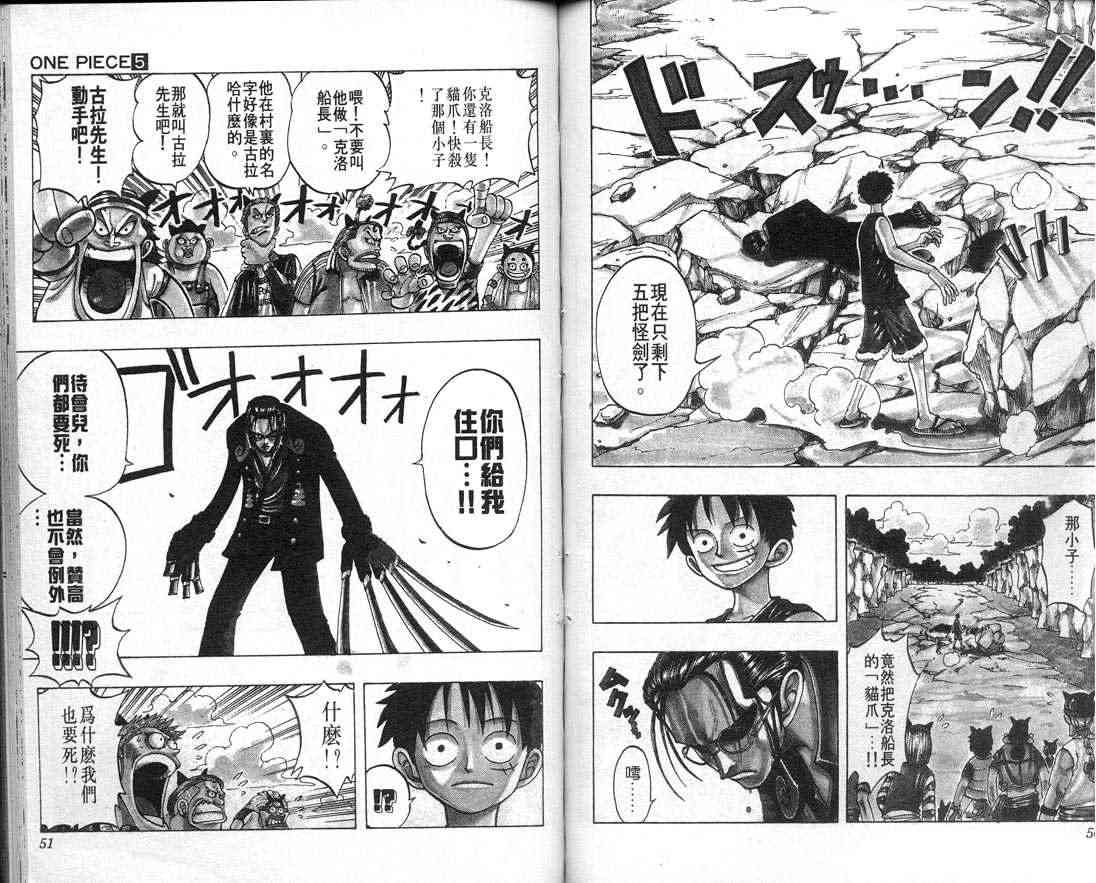 ドスゥ……ン!!
現在只剩下
五把怪劍了。
那小子……
竟然把克洛船長
的「貓爪」…!!
嚄……
ONE PIECE 5
克洛船長!
你還有一隻
貓爪!快殺
了那個小子
!
喂!不要叫
他做「克洛
船長」。
他在村裏的名
字好像是古拉
哈什麼的。
那就叫古拉
先生吧!
古拉先生!
動手吧!
オオオオオオ
你們給我
住口…!!
オオオオオ
待會兒,你
們都要死…
當然,贊高
也不會例外
…
!!!?
!?
什麽!?
爲什麽我們
也要死!?
51